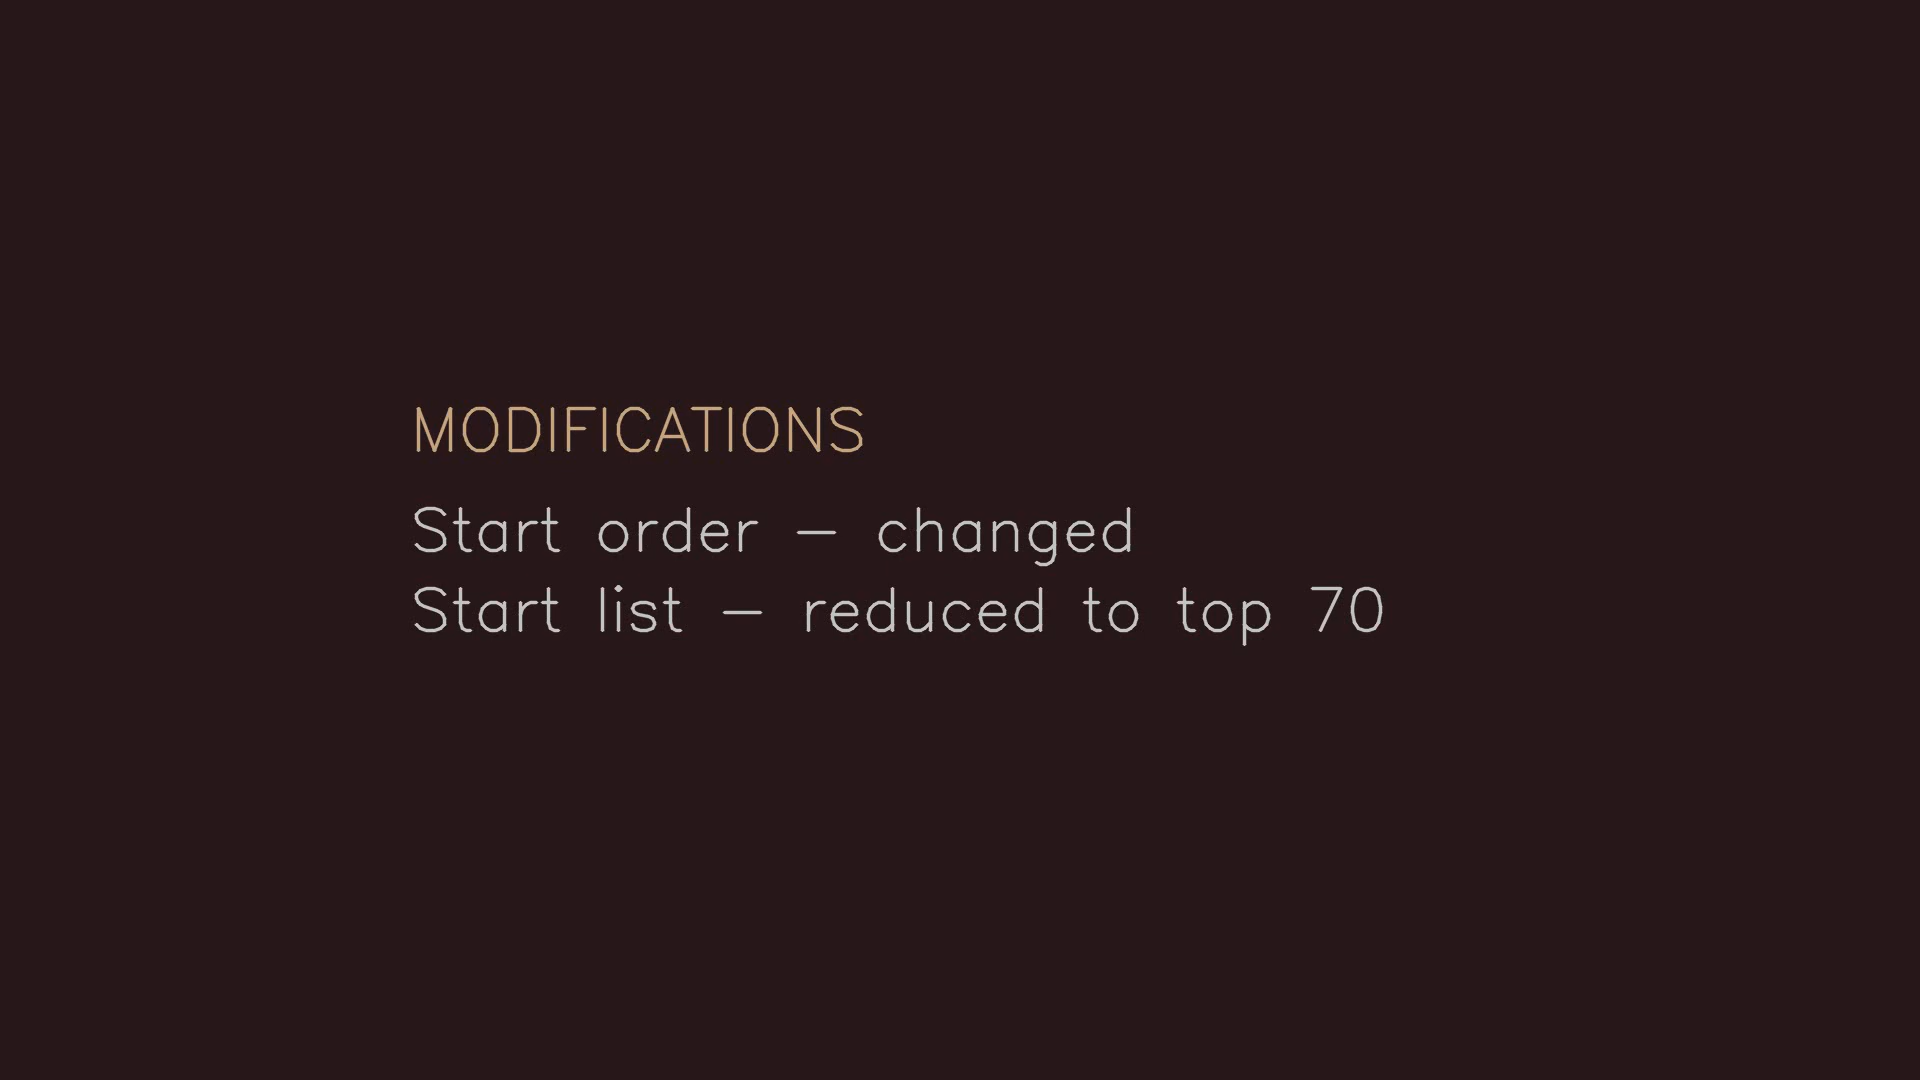 MODIFICATIONS
Start order – changed
Start list – reduced to top 70